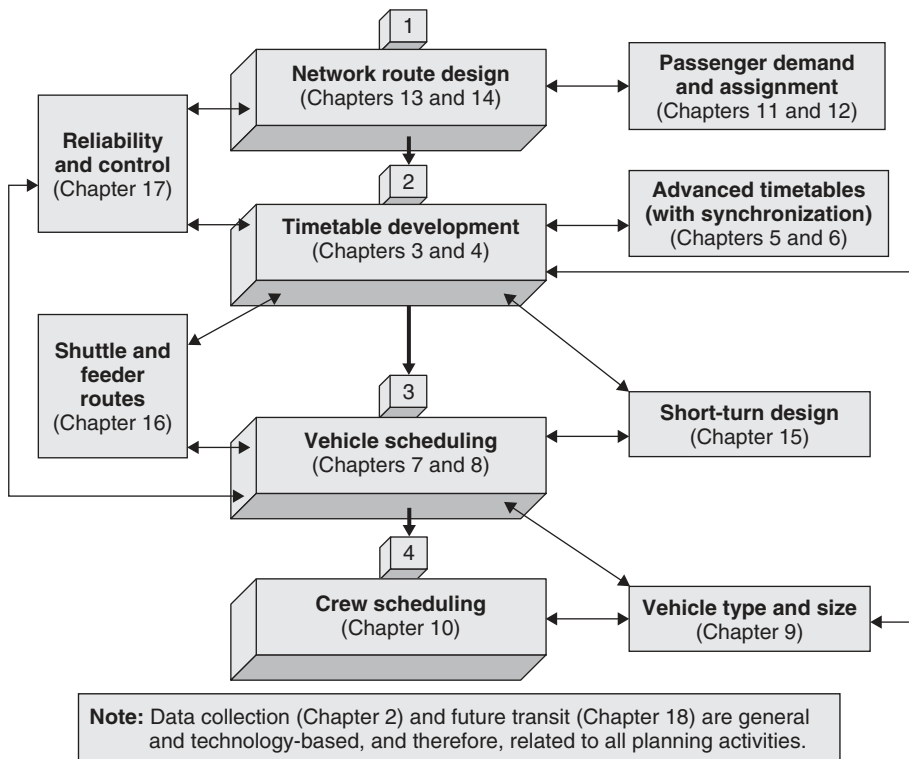 1
Network route design
(Chapters 13 and 14)
Passenger demand
and assignment
(Chapters 11 and 12)
Reliability
and control
(Chapter 17)
2
Timetable development
(Chapters 3 and 4)
Advanced timetables
(with synchronization)
(Chapters 5 and 6)
Shuttle and
feeder
routes
(Chapter 16)
3
Vehicle scheduling
(Chapters 7 and 8)
Short-turn design
(Chapter 15)
4
Crew scheduling
(Chapter 10)
Vehicle type and size
(Chapter 9)
Note: Data collection (Chapter 2) and future transit (Chapter 18) are general
and technology-based, and therefore, related to all planning activities.